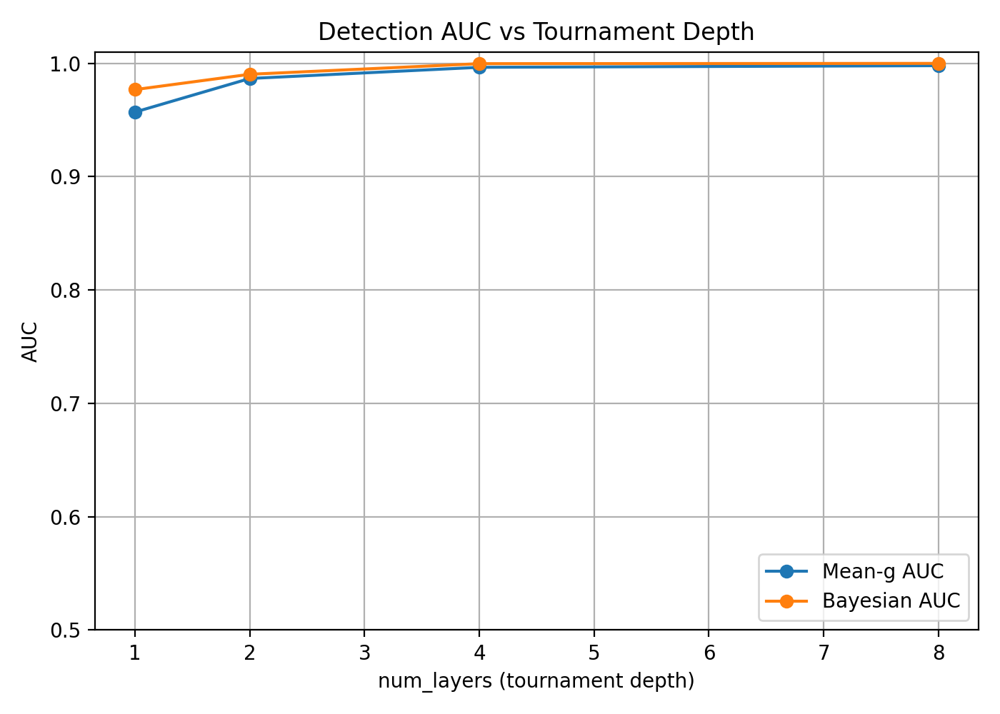 Detection AUC vs Tournament Depth
AUC
1.0
0.9
0.8
0.7
0.6
0.5
1 2 3 4 5 6 7 8
num_layers (tournament depth)
Mean-g AUC
Bayesian AUC